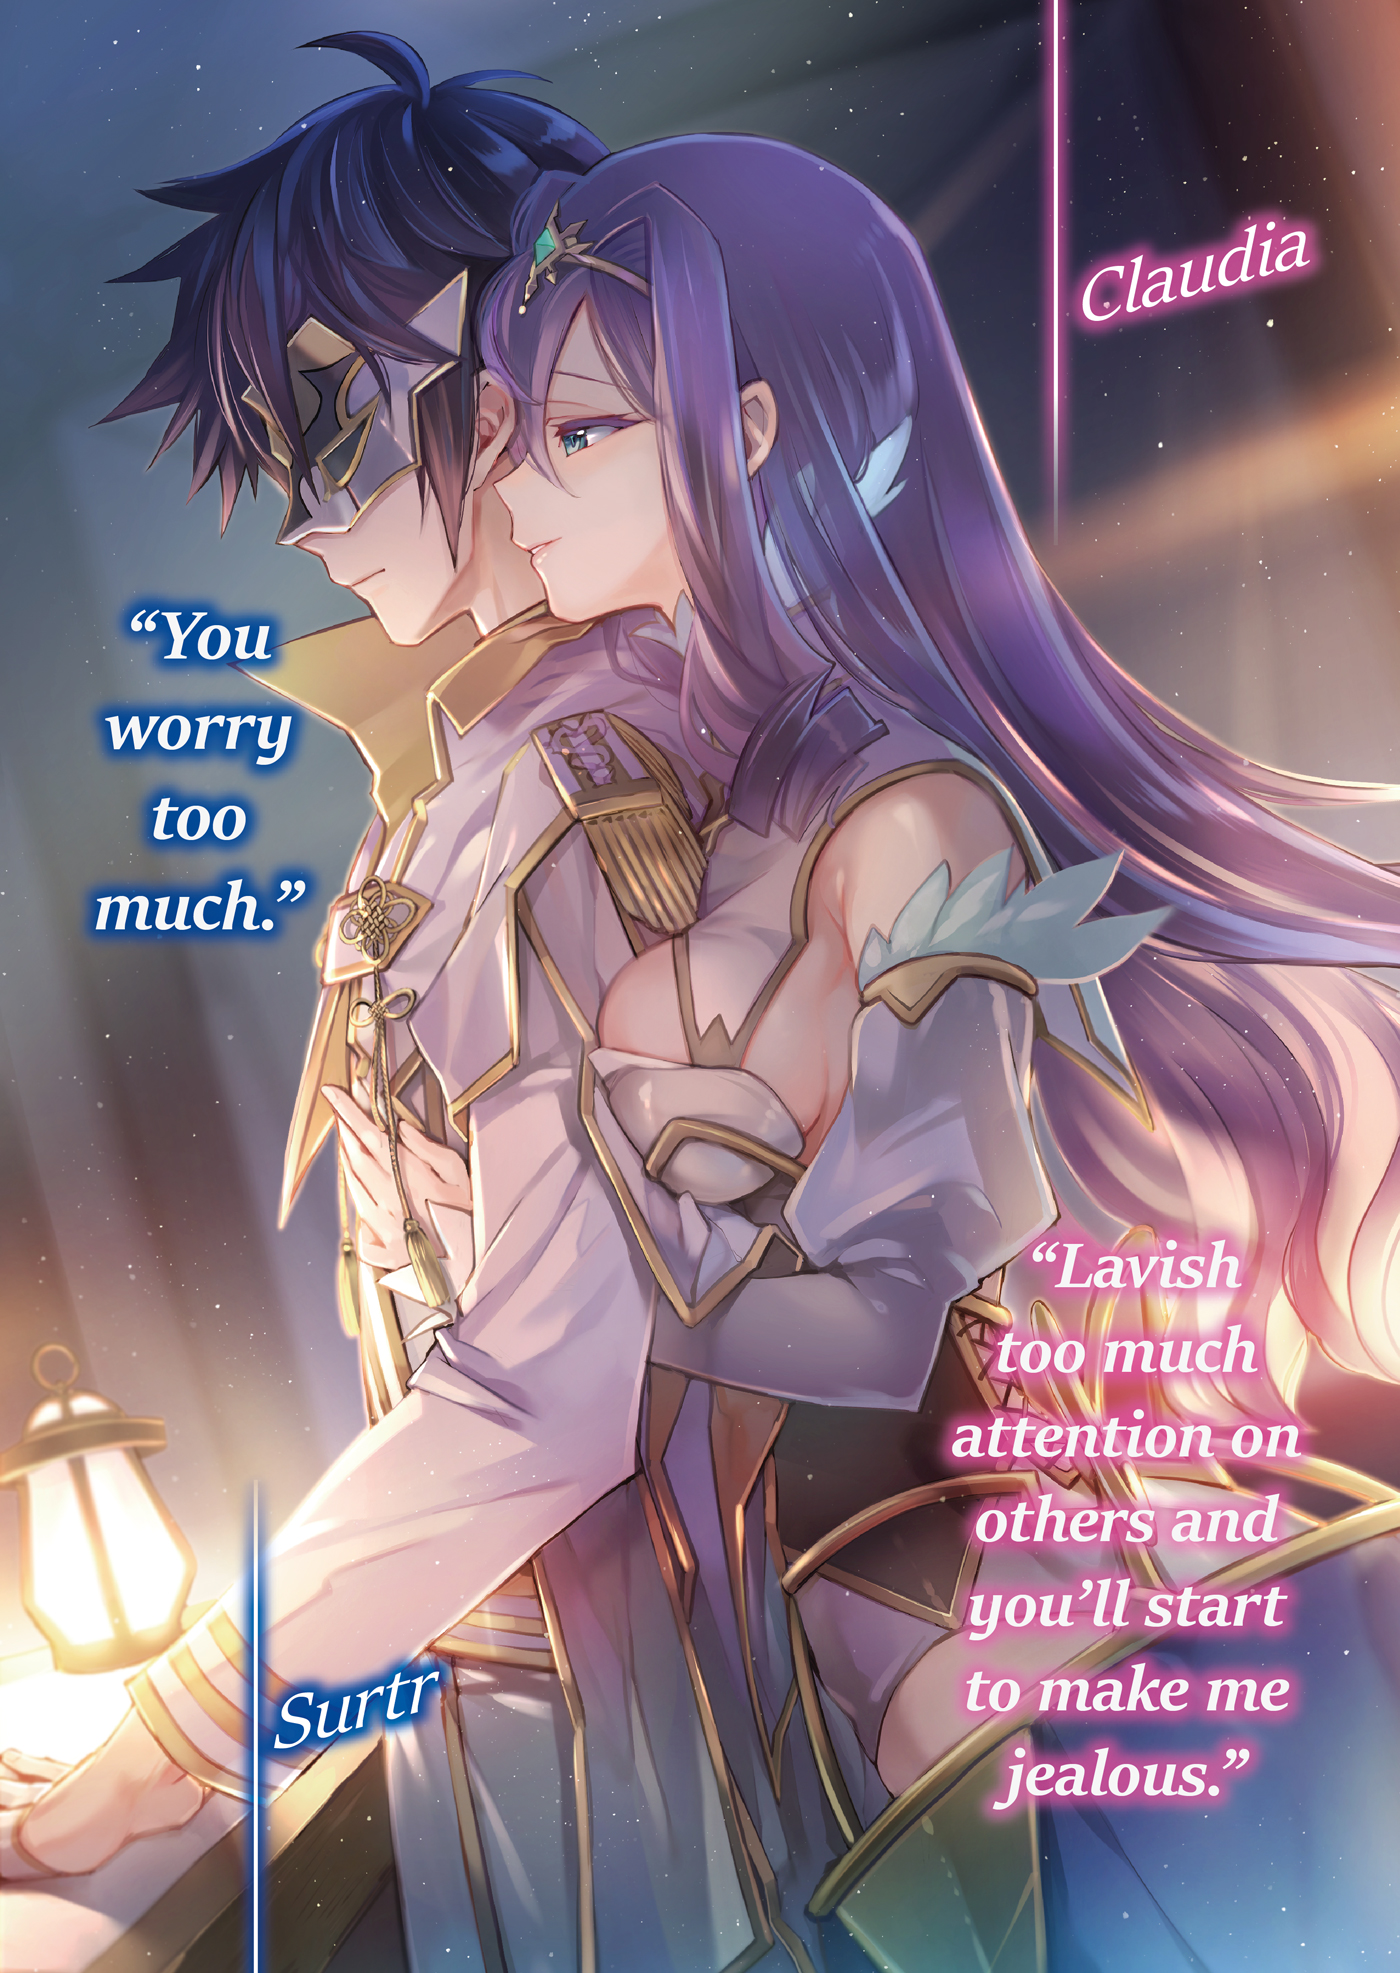 Claudia
“You
worry
too
much.”
“Lavish
too much
attention on
others and
you’ll start
to make me
jealous.”
Surtr